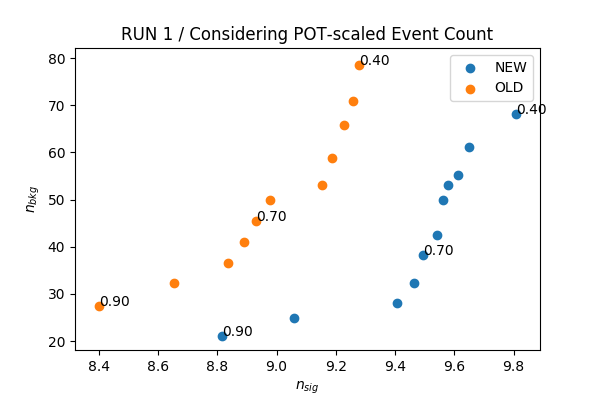 RUN 1 / Considering POT-scaled Event Count
NEW
OLD
0.40
0.40
0.70
0.70
0.90
0.90
80
70
60
50
40
30
20
n_bkg
8.4 8.6 8.8 9.0 9.2 9.4 9.6 9.8
n_sig